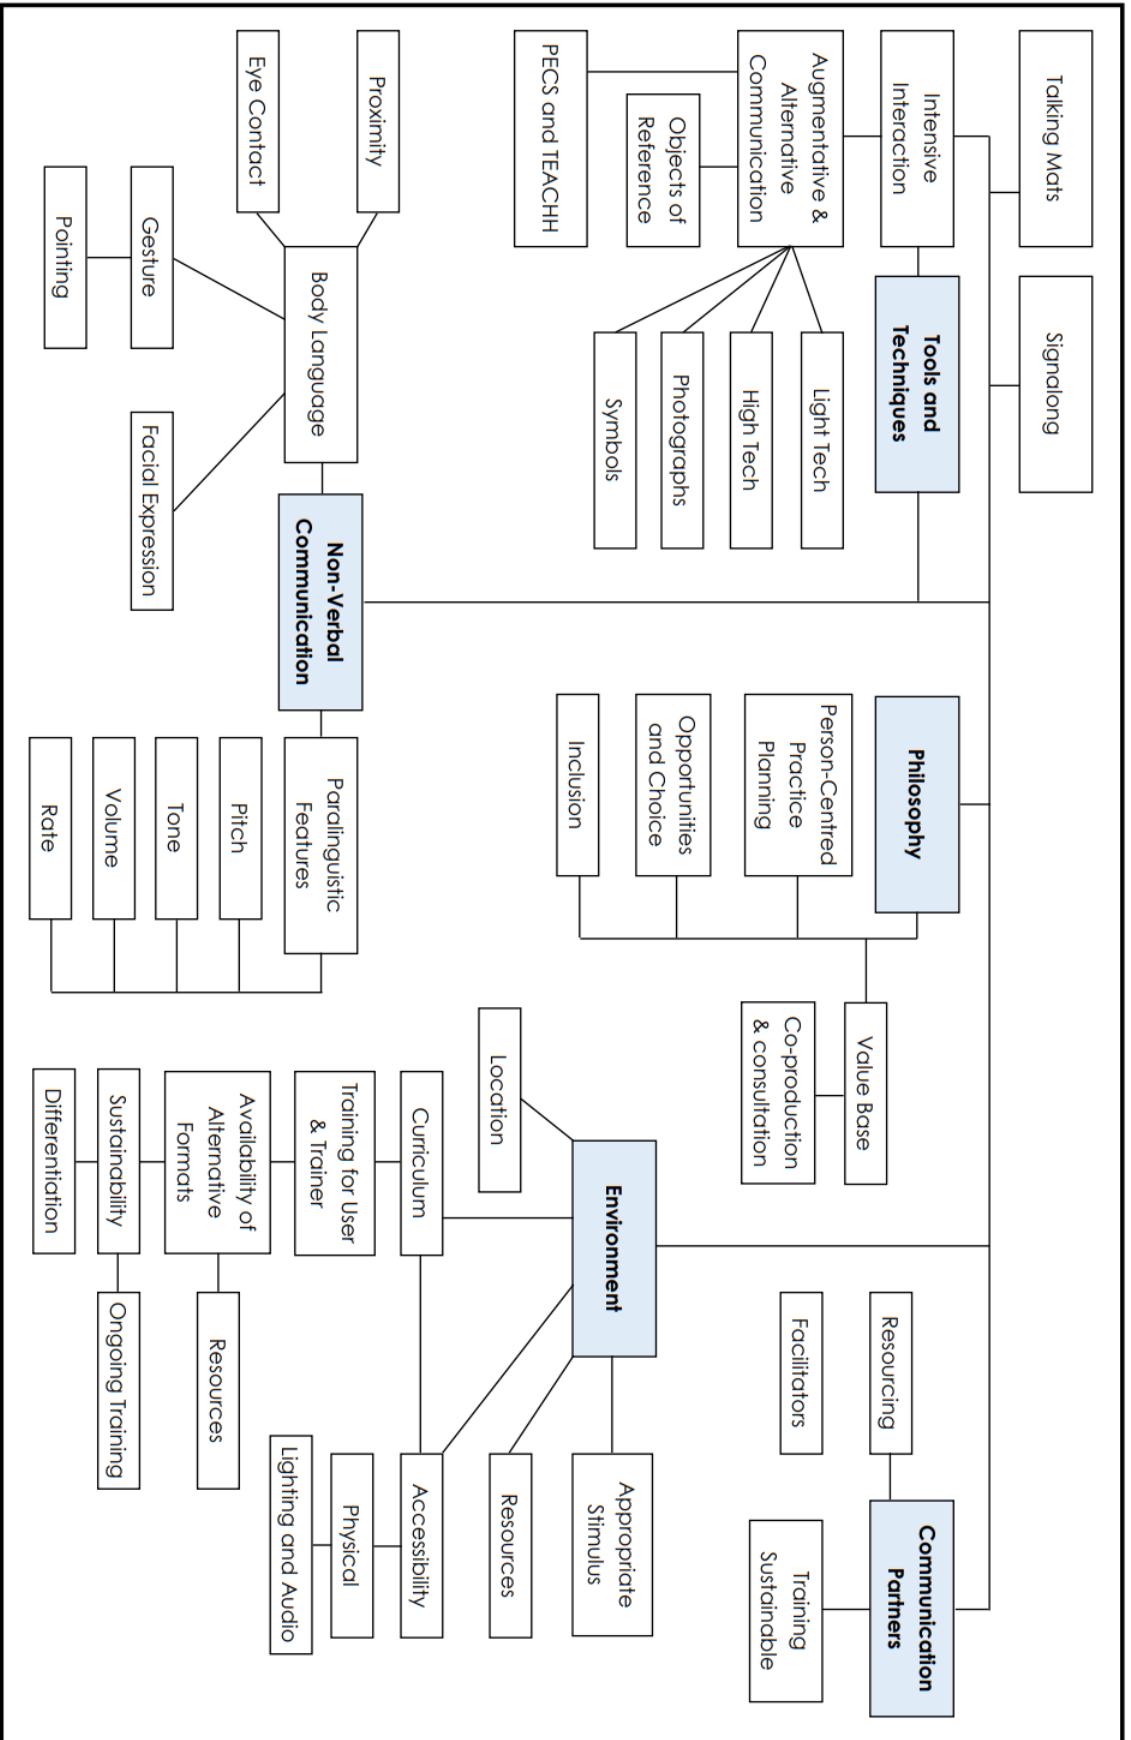 Talking Mats
Signalong
Intensive
Interaction
Tools and
Techniques
Augmentative &
Alternative
Communication
Objects of
Reference
PECS and TEACHH
Light Tech
High Tech
Photographs
Symbols
Proximity
Eye Contact
Body Language
Gesture
Pointing
Facial Expression
Non-Verbal
Communication
Paralinguistic
Features
Pitch
Tone
Volume
Rate
Philosophy
Person-Centred
Practice
Planning
Opportunities
and Choice
Inclusion
Value Base
Co-production
& consultation
Environment
Location
Curriculum
Training for User
& Trainer
Availability of
Alternative
Formats
Resources
Sustainability
Ongoing Training
Differentiation
Appropriate
Stimulus
Resources
Accessibility
Physical
Lighting and Audio
Communication
Partners
Resourcing
Facilitators
Training
Sustainable